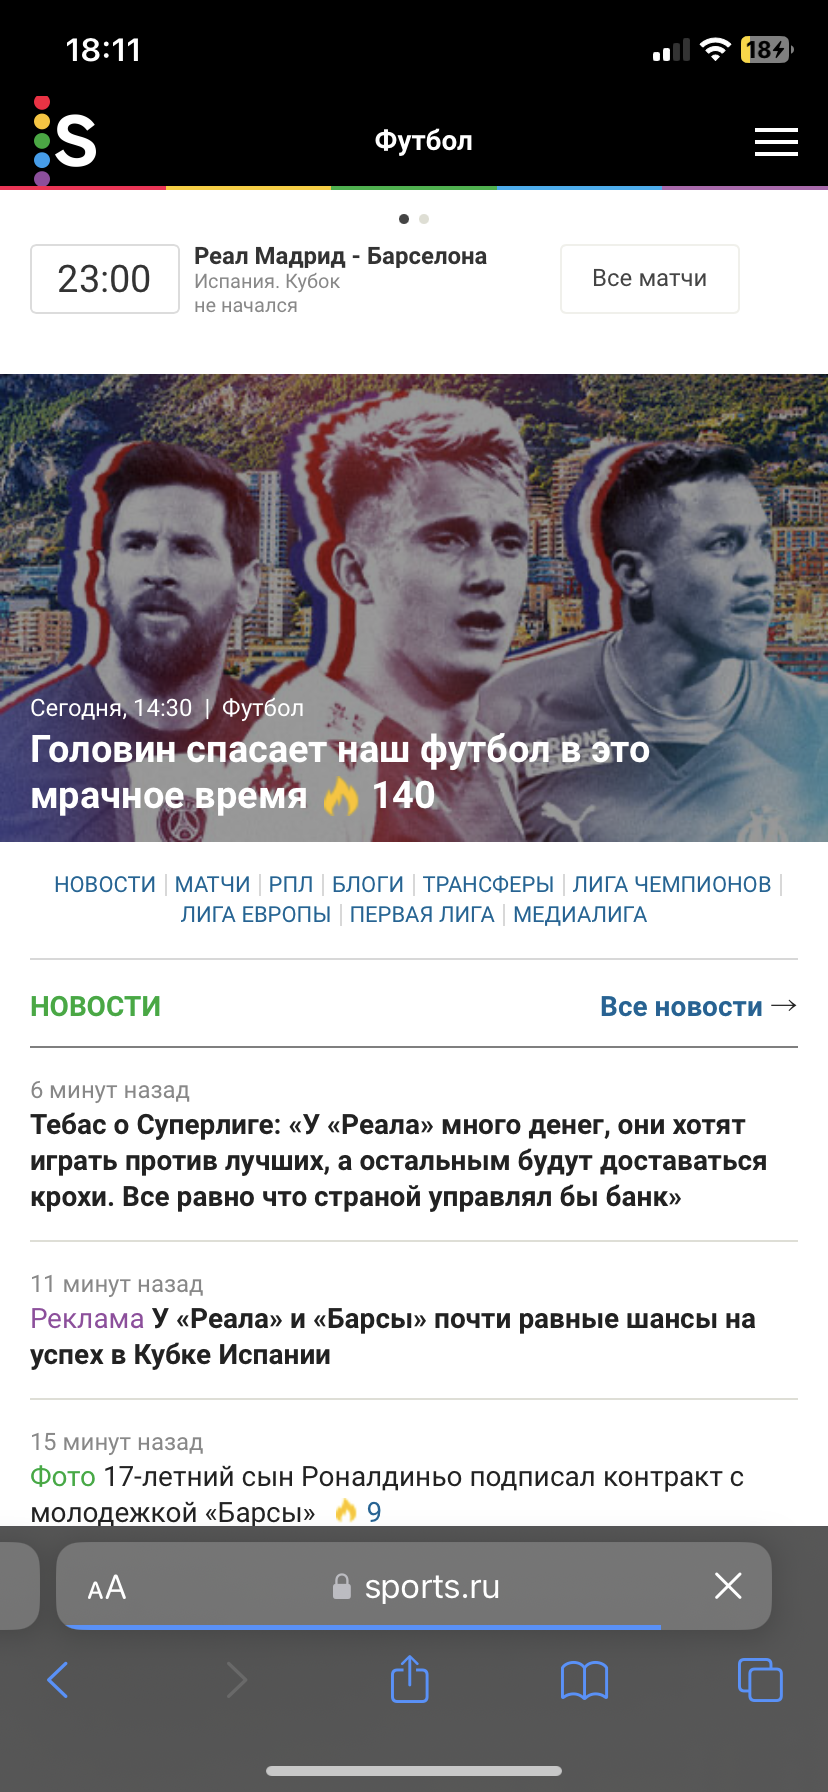 18:11
18
S
Футбол
23:00
Реал Мадрид - Барселона
Испания. Кубок
не начался
Все матчи
Сегодня, 14:30 | Футбол
Головин спасает наш футбол в это
мрачное время 🔥 140
НОВОСТИ | МАТЧИ | РПЛ | БЛОГИ | ТРАНСФЕРЫ | ЛИГА ЧЕМПИОНОВ |
ЛИГА ЕВРОПЫ | ПЕРВАЯ ЛИГА | МЕДИАЛИГА
НОВОСТИ
Все новости →
6 минут назад
Тебас о Суперлиге: «У «Реала» много денег, они хотят
играть против лучших, а остальным будут доставаться
крохи. Все равно что страной управлял бы банк»
11 минут назад
Реклама У «Реала» и «Барсы» почти равные шансы на
успех в Кубке Испании
15 минут назад
Фото 17-летний сын Роналдиньо подписал контракт с
молодежкой «Барсы» 🔥 9
AA
sports.ru